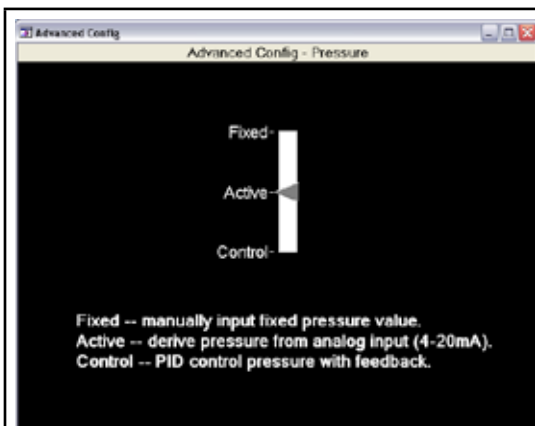 Advanced Config
Advanced Config - Pressure
Fixed-
Active-
Control-
Fixed -- manually input fixed pressure value.
Active -- derive pressure from analog input (4-20mA).
Control -- PID control pressure with feedback.